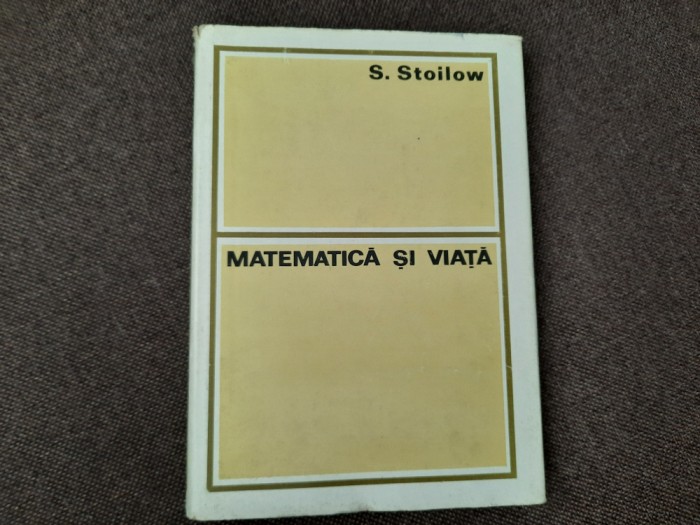 S. Stoilow
MATEMATICĂ ȘI VIAȚĂ